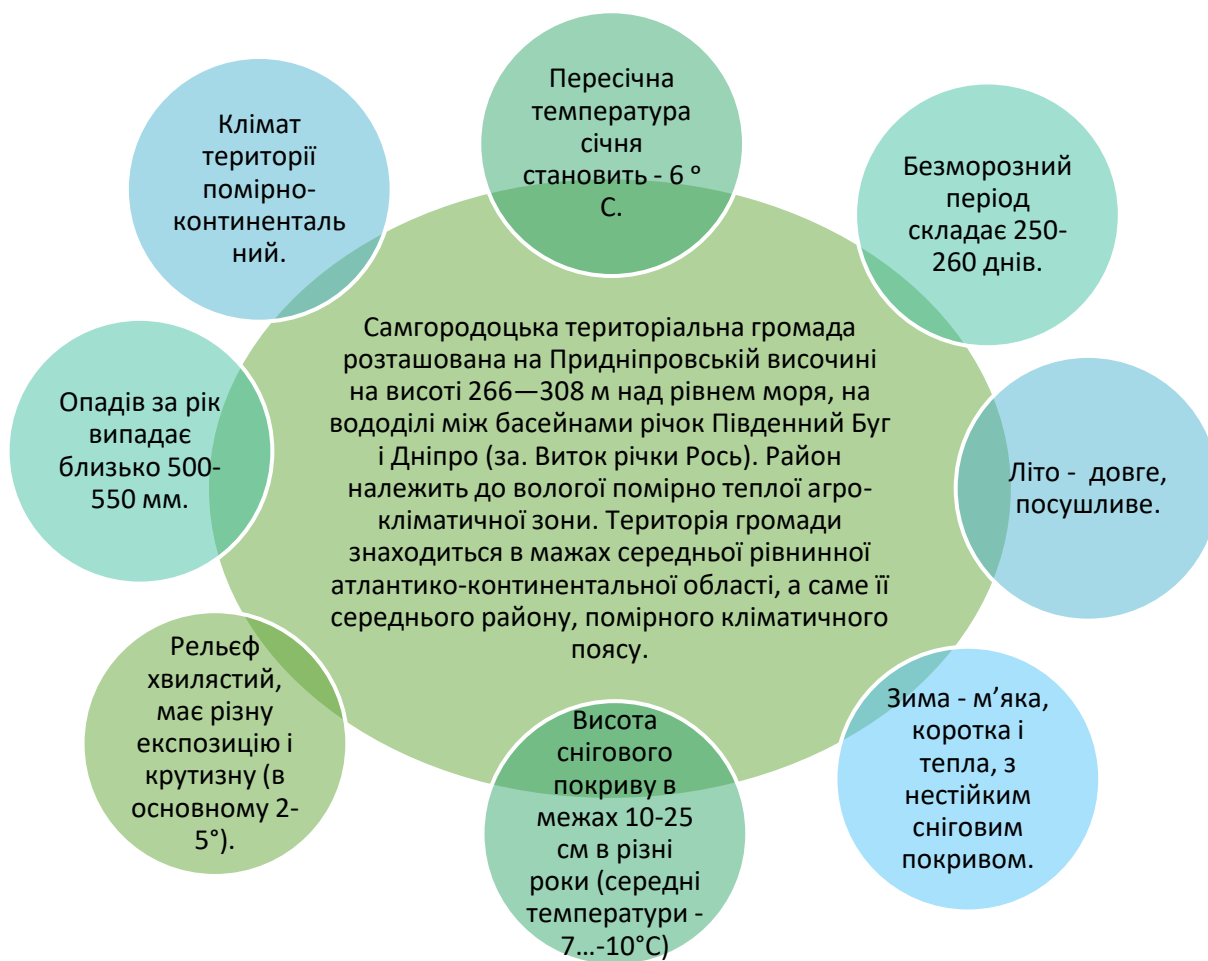 Пересічна
температура
січня
становить - 6 °
С.
Безморозний
період
складає 250-
260 днів.
Літо -  довге,
посушливе.
Зима - м’яка,
коротка і
тепла, з
нестійким
сніговим
покривом.
Висота
снігового
покриву в
межах 10-25
см в різні
роки (середні
температури -
7...-10°С)
Рельєф
хвилястий,
має різну
експозицію і
крутизну (в
основному 2-
5°).
Опадів за рік
випадає
близько 500-
550 мм.
Клімат
території
помірно-
континенталь
ний.
Самгородоцька територіальна громада
розташована на Придніпровській височині
на висоті 266—308 м над рівнем моря, на
вододілі між басейнами річок Південний Буг
і Дніпро (за. Виток річки Рось). Район
належить до вологої помірно теплої агро-
кліматичної зони. Територія громади
знаходиться в мажах середньої рівнинної
атлантико-континентальної області, а саме її
середнього району, помірного кліматичного
поясу.